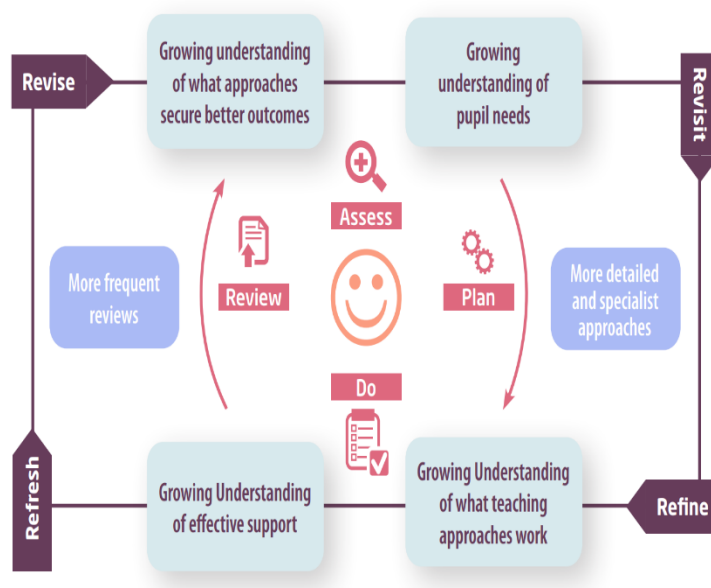 Revise
Growing understanding
of what approaches
secure better outcomes
Growing
understanding of
pupil needs
Revisit
Assess
More frequent
reviews
Review
Plan
More detailed
and specialist
approaches
Do
Refresh
Growing Understanding
of effective support
Growing Understanding
of what teaching
approaches work
Refine